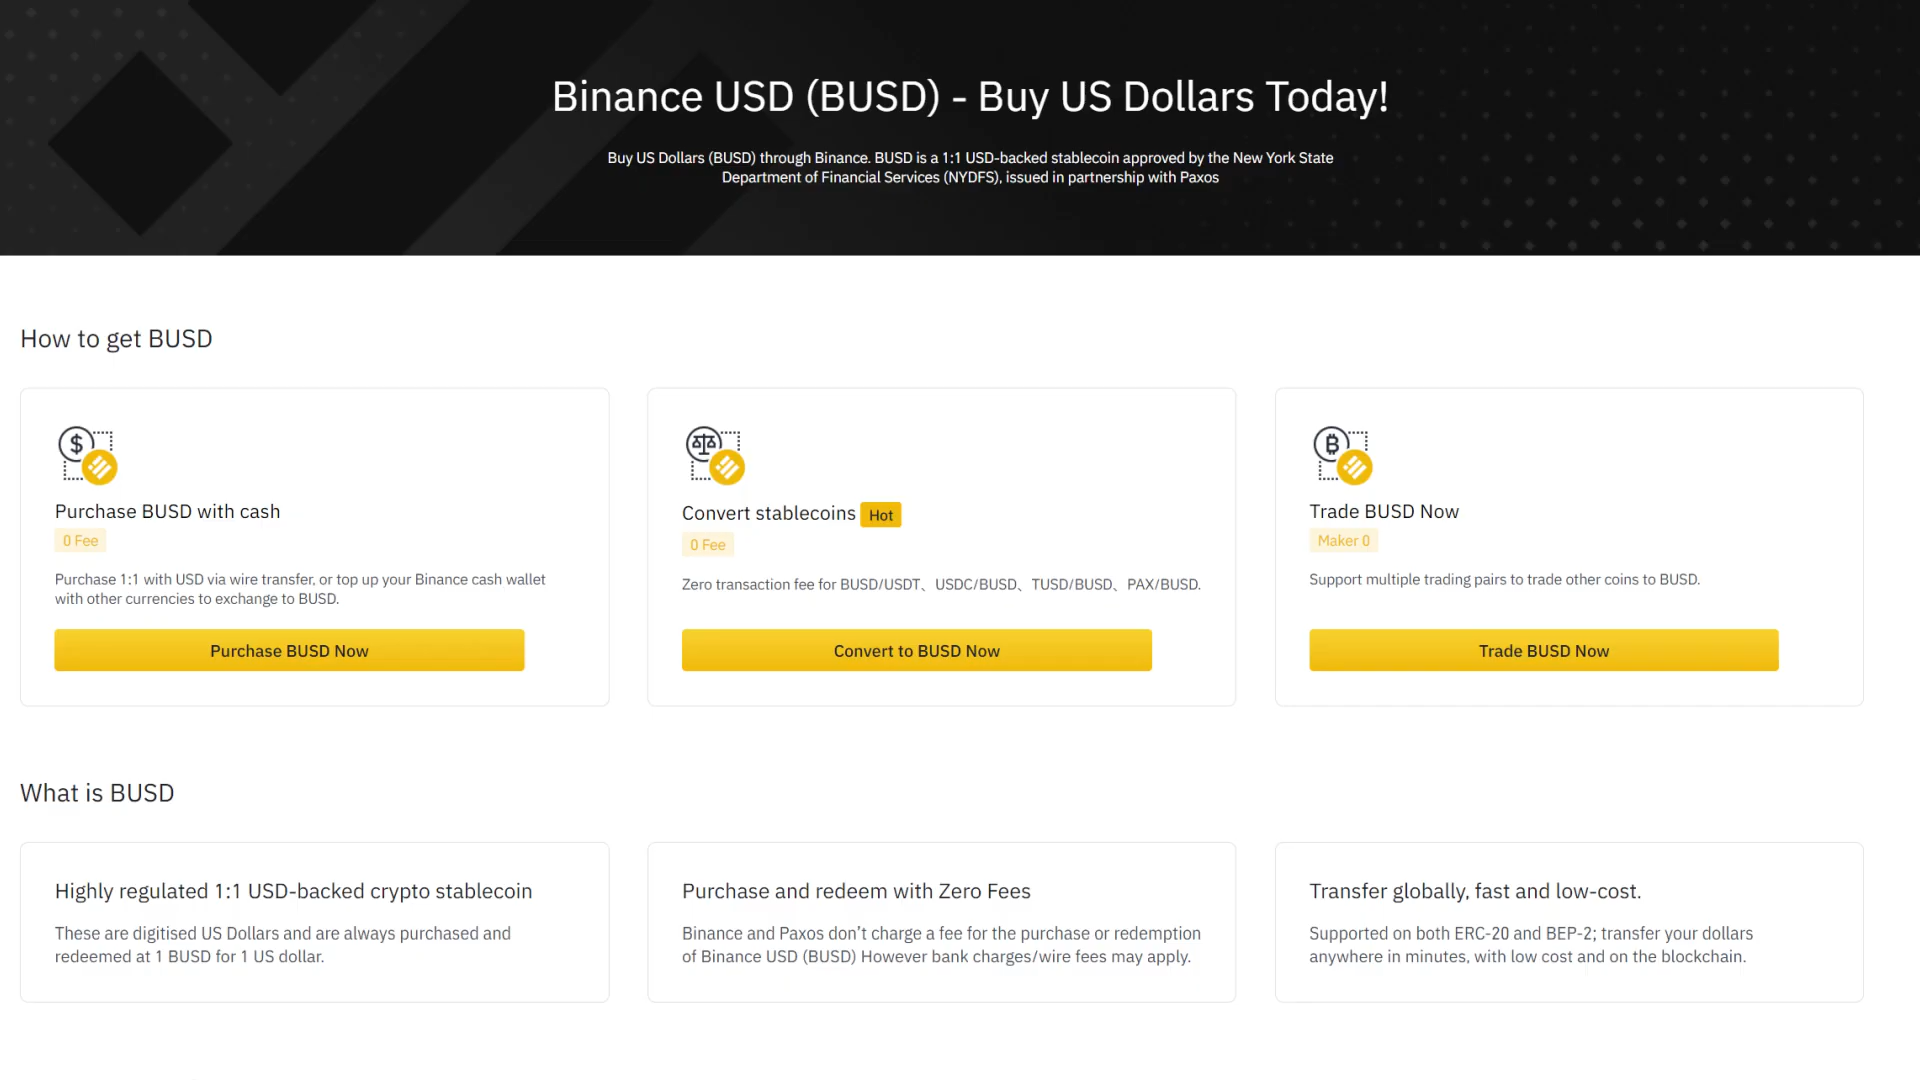 Binance USD (BUSD) - Buy US Dollars Today!
Buy US Dollars (BUSD) through Binance. BUSD is a 1:1 USD-backed stablecoin approved by the New York State
Department of Financial Services (NYDFS), issued in partnership with Paxos
How to get BUSD
Purchase BUSD with cash
0 Fee
Purchase 1:1 with USD via wire transfer, or top up your Binance cash wallet
with other currencies to exchange to BUSD.
Purchase BUSD Now
Convert stablecoins Hot
0 Fee
Zero transaction fee for BUSD/USDT、USDC/BUSD、TUSD/BUSD、PAX/BUSD.
Convert to BUSD Now
Trade BUSD Now
Maker 0
Support multiple trading pairs to trade other coins to BUSD.
Trade BUSD Now
What is BUSD
Highly regulated 1:1 USD-backed crypto stablecoin
These are digitised US Dollars and are always purchased and
redeemed at 1 BUSD for 1 US dollar.
Purchase and redeem with Zero Fees
Binance and Paxos don’t charge a fee for the purchase or redemption
of Binance USD (BUSD) However bank charges/wire fees may apply.
Transfer globally, fast and low-cost.
Supported on both ERC-20 and BEP-2; transfer your dollars
anywhere in minutes, with low cost and on the blockchain.